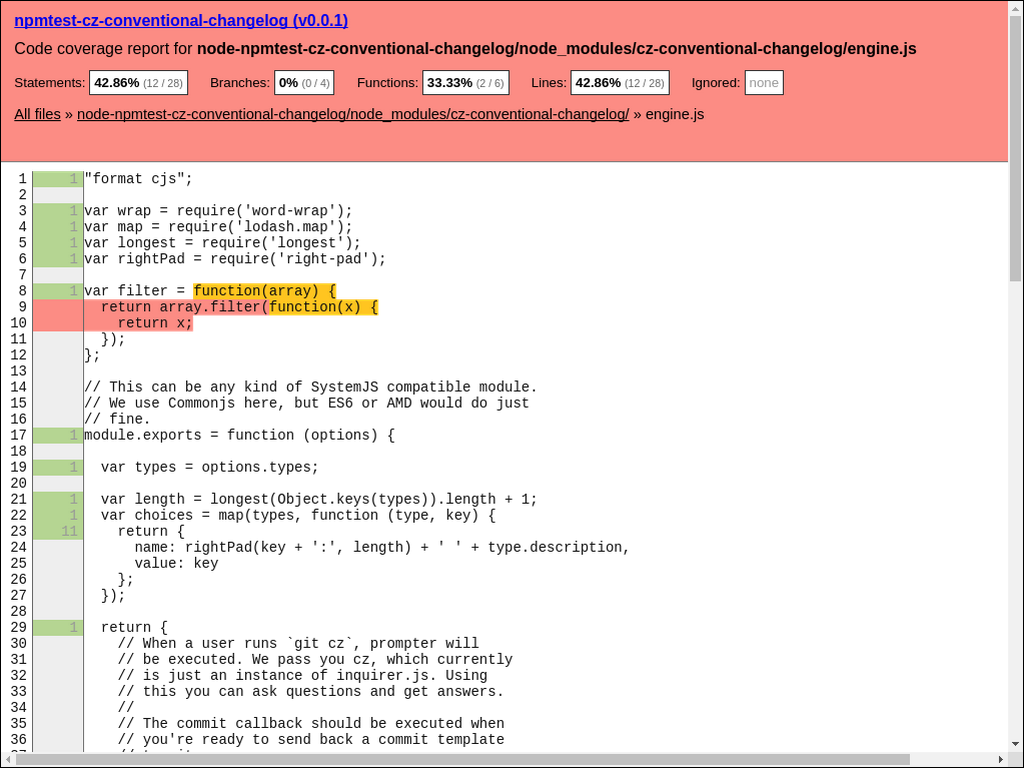 npmtest-cz-conventional-changelog (v0.0.1)
Code coverage report for node-npmtest-cz-conventional-changelog/node_modules/cz-conventional-changelog/engine.js
Statements: 42.86% (12 / 28) Branches: 0% (0 / 4) Functions: 33.33% (2 / 6) Lines: 42.86% (12 / 28) Ignored: none
All files » node-npmtest-cz-conventional-changelog/node_modules/cz-conventional-changelog/ » engine.js
1 1 "format cjs";
2
3 1 var wrap = require('word-wrap');
4 1 var map = require('lodash.map');
5 1 var longest = require('longest');
6 1 var rightPad = require('right-pad');
7
8 1 var filter = function(array) {
9 return array.filter(function(x) {
10 return x;
11 });
12 };
13
14 // This can be any kind of SystemJS compatible module.
15 // We use Commonjs here, but ES6 or AMD would do just
16 // fine.
17 1 module.exports = function (options) {
18
19 1 var types = options.types;
20
21 1 var length = longest(Object.keys(types)).length + 1;
22 1 var choices = map(types, function (type, key) {
23 11 return {
24 name: rightPad(key + ':', length) + ' ' + type.description,
25 value: key
26 };
27 });
28
29 1 return {
30 // When a user runs `git cz`, prompter will
31 // be executed. We pass you cz, which currently
32 // is just an instance of inquirer.js. Using
33 // this you can ask questions and get answers.
34 //
35 // The commit callback should be executed when
36 // you're ready to send back a commit template